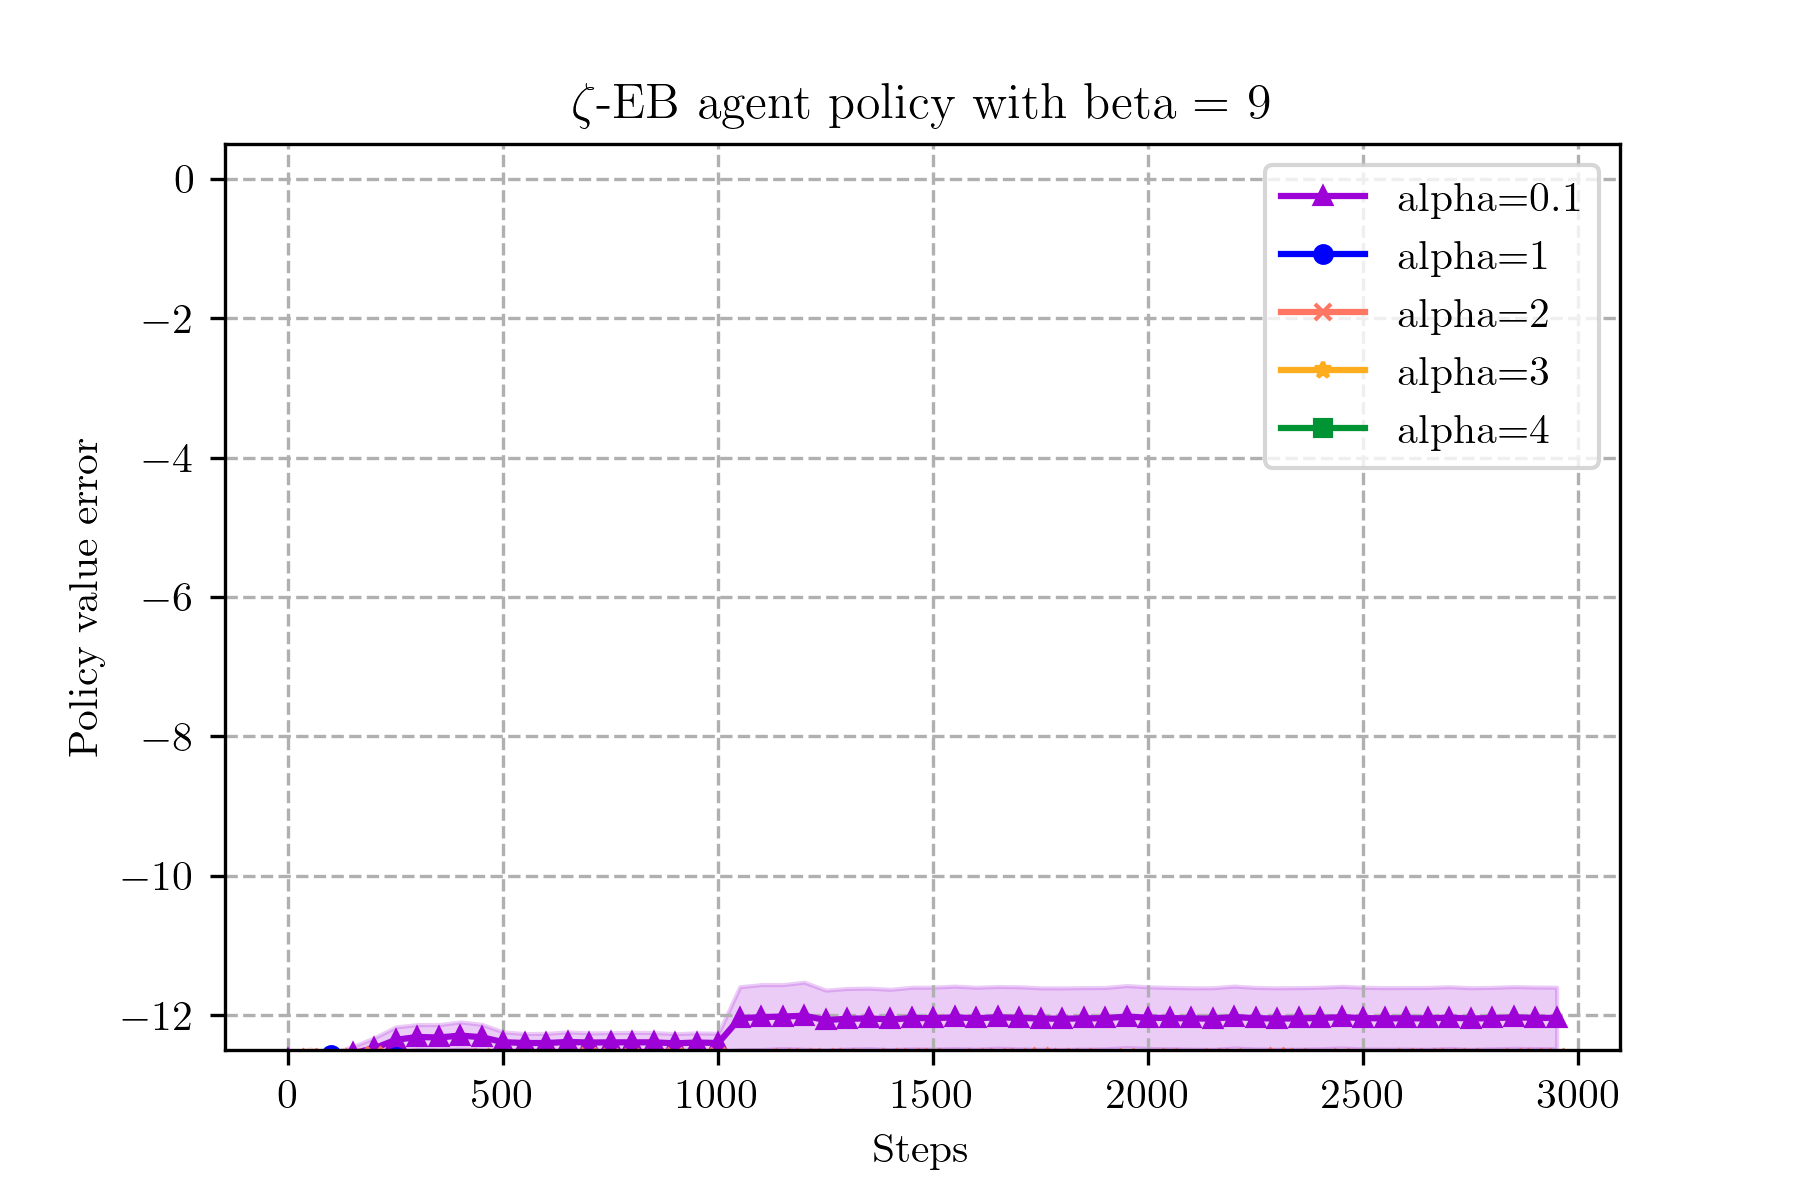 ζ-EB agent policy with beta = 9
0
−2
−4
−6
−8
−10
−12
Policy value error
alpha=0.1
alpha=1
alpha=2
alpha=3
alpha=4
0 500 1000 1500 2000 2500 3000
Steps